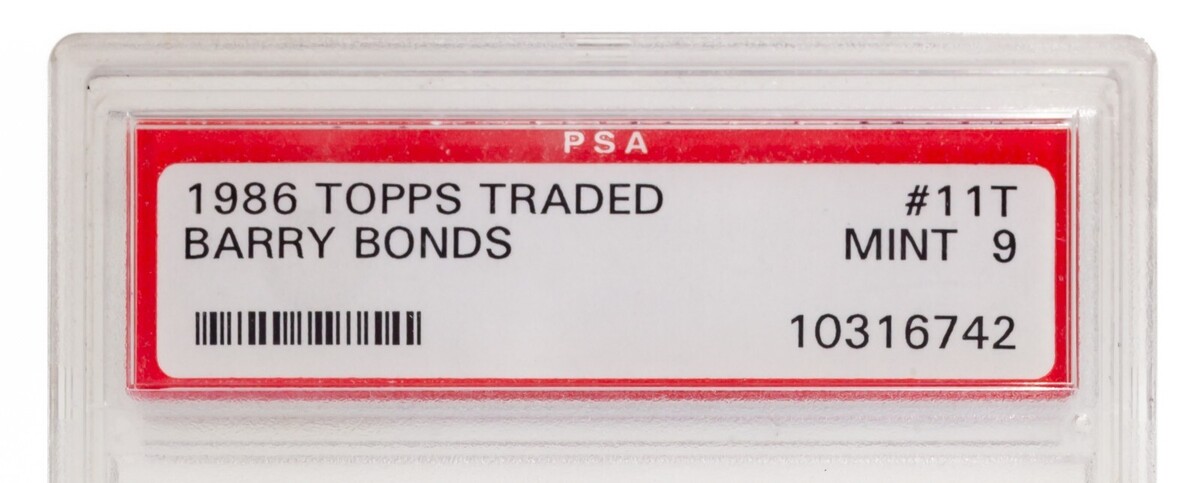 PSA
1986 TOPPS TRADED #11T
BARRY BONDS MINT 9
10316742